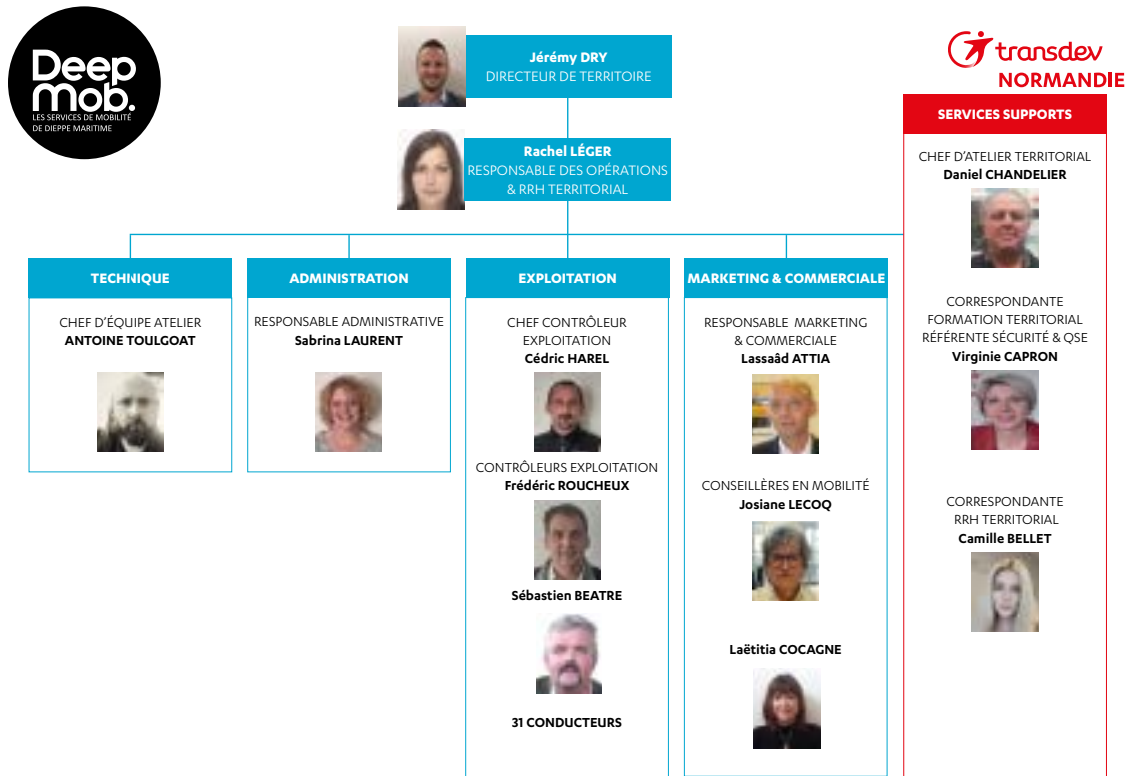 Deep
mob.
LES SERVICES DE MOBILITÉ
DE DIEPPE MARITIME
Jérémy DRY
DIRECTEUR DE TERRITOIRE
Rachel LÉGER
RESPONSABLE DES OPÉRATIONS
& RRH TERRITORIAL
transdev
NORMANDIE
TECHNIQUE
CHEF D'ÉQUIPE ATELIER
ANTOINE TOULGOAT
ADMINISTRATION
RESPONSABLE ADMINISTRATIVE
Sabrina LAURENT
EXPLOITATION
CHEF CONTRÔLEUR
EXPLOITATION
Cédric HAREL
CONTRÔLEURS EXPLOITATION
Frédéric ROUCHEUX
Sébastien BEATRE
31 CONDUCTEURS
MARKETING & COMMERCIALE
RESPONSABLE MARKETING
& COMMERCIALE
Lassaâd ATTIA
CONSEILLÈRES EN MOBILITÉ
Josiane LECOQ
Laëtitia COCAGNE
SERVICES SUPPORTS
CHEF D'ATELIER TERRITORIAL
Daniel CHANDELIER
CORRESPONDANTE
FORMATION TERRITORIAL
RÉFÉRENTE SÉCURITÉ & QSE
Virginie CAPRON
CORRESPONDANTE
RRH TERRITORIAL
Camille BELLET